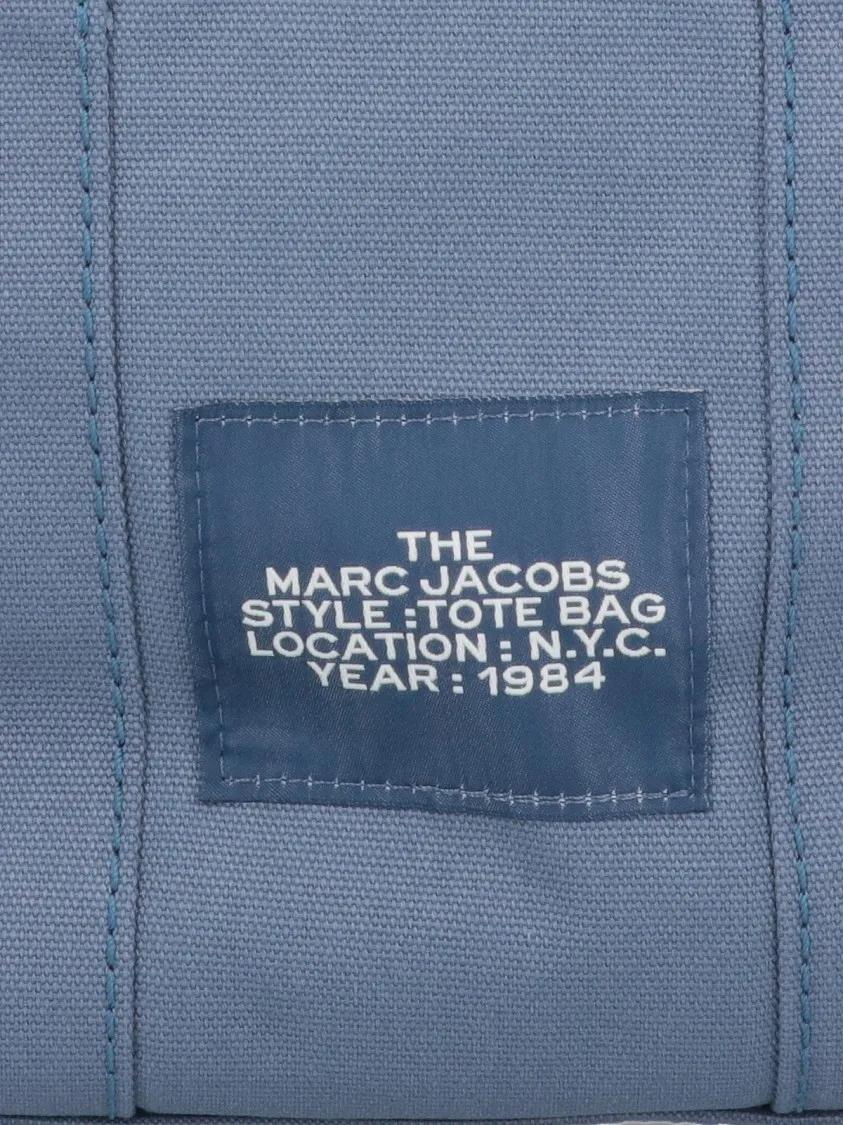 THE
MARC JACOBS
STYLE :TOTE BAG
LOCATION : N.Y.C.
YEAR : 1984